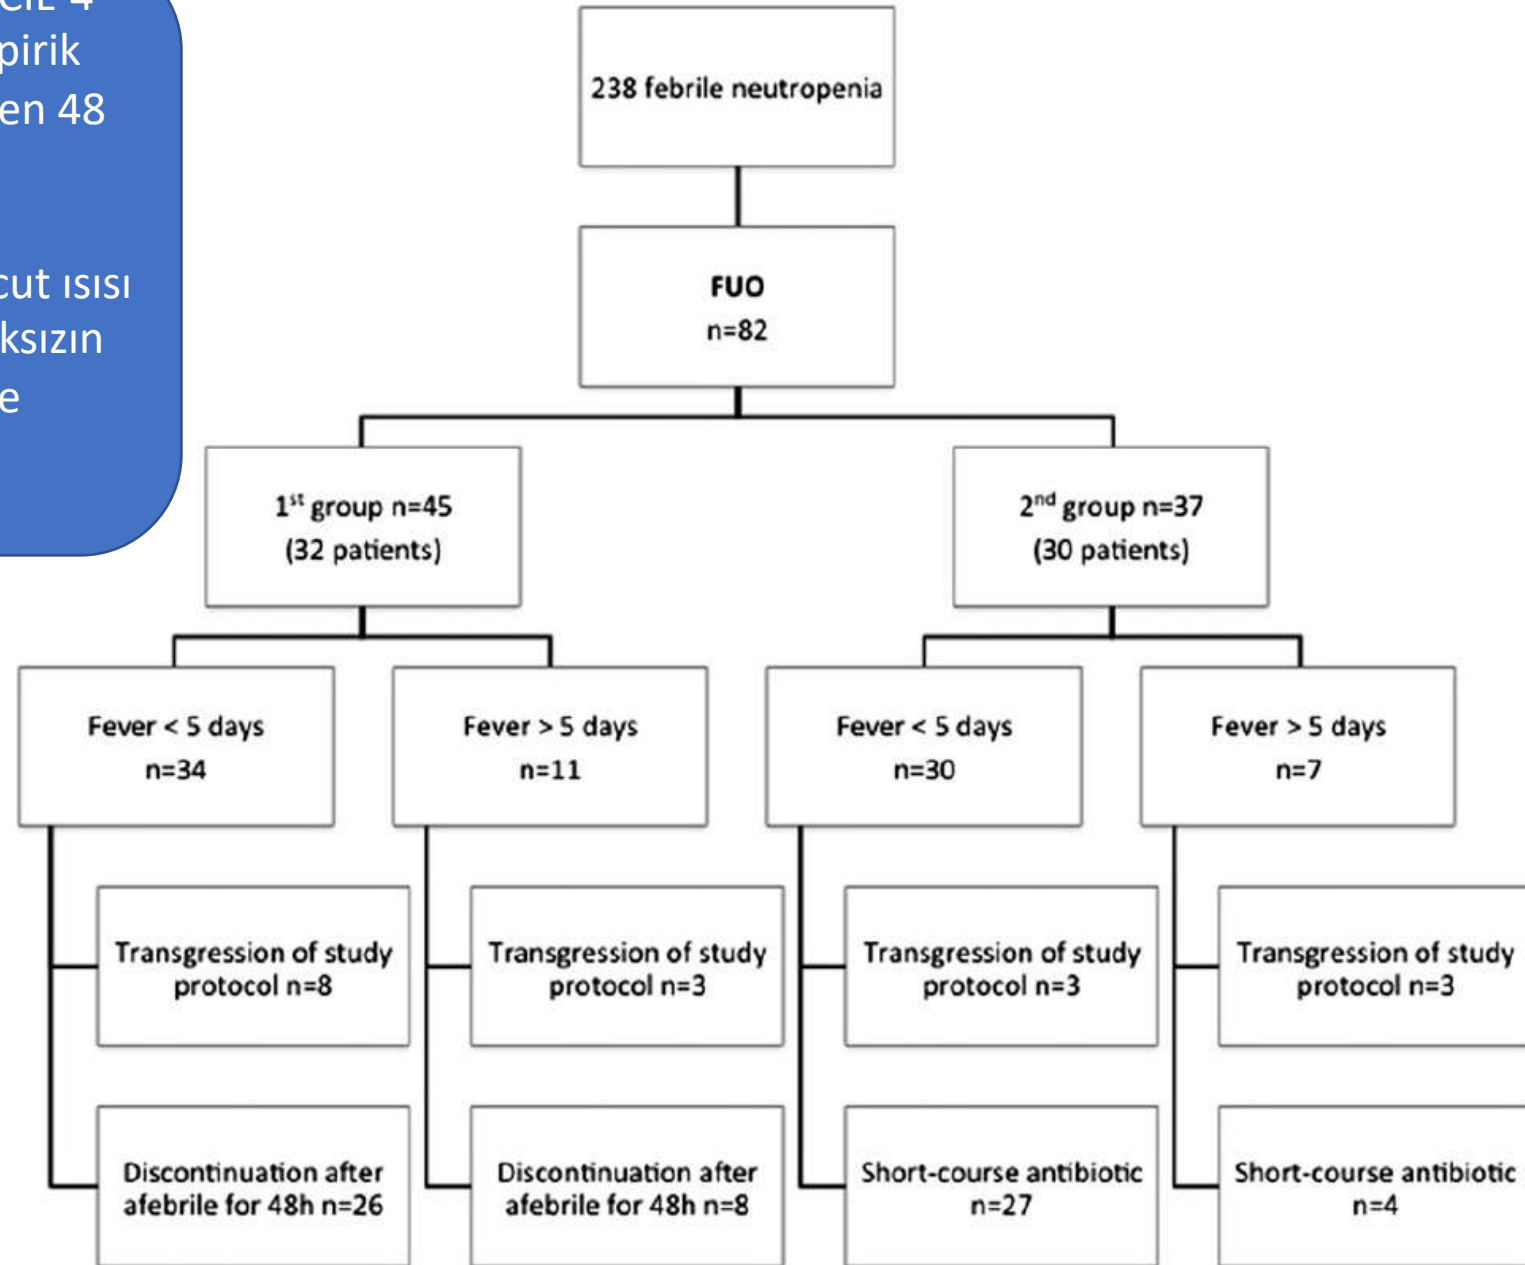 pirik
en 48
cut ısısı
ksızın
e
238 febrile neutropenia
FUO
n=82
1st group n=45
(32 patients)
2nd group n=37
(30 patients)
Fever < 5 days
n=34
Fever > 5 days
n=11
Fever < 5 days
n=30
Fever > 5 days
n=7
Transgression of study
protocol n=8
Transgression of study
protocol n=3
Transgression of study
protocol n=3
Transgression of study
protocol n=3
Discontinuation after
afebrile for 48h n=26
Discontinuation after
afebrile for 48h n=8
Short-course antibiotic
n=27
Short-course antibiotic
n=4